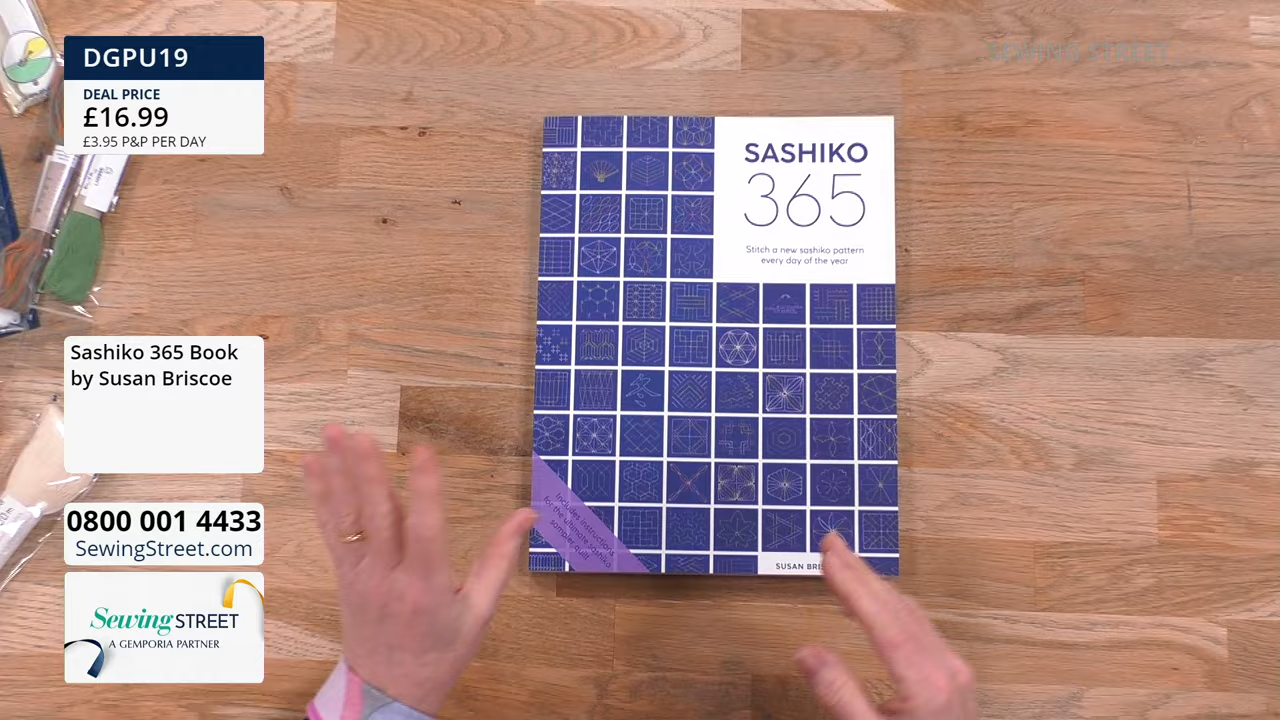 DGPU19
DEAL PRICE
£16.99
£3.95 P&P PER DAY
SEWING STREET
SASHIKO
365
Stitch a new sashiko pattern
every day of the year
Sashiko 365 Book
by Susan Briscoe
Includes instructions
for the ultimate sashiko
sampler quilt
SUSAN
0800 001 4433
SewingStreet.com
Sewing STREET
A GEMPORIA PARTNER